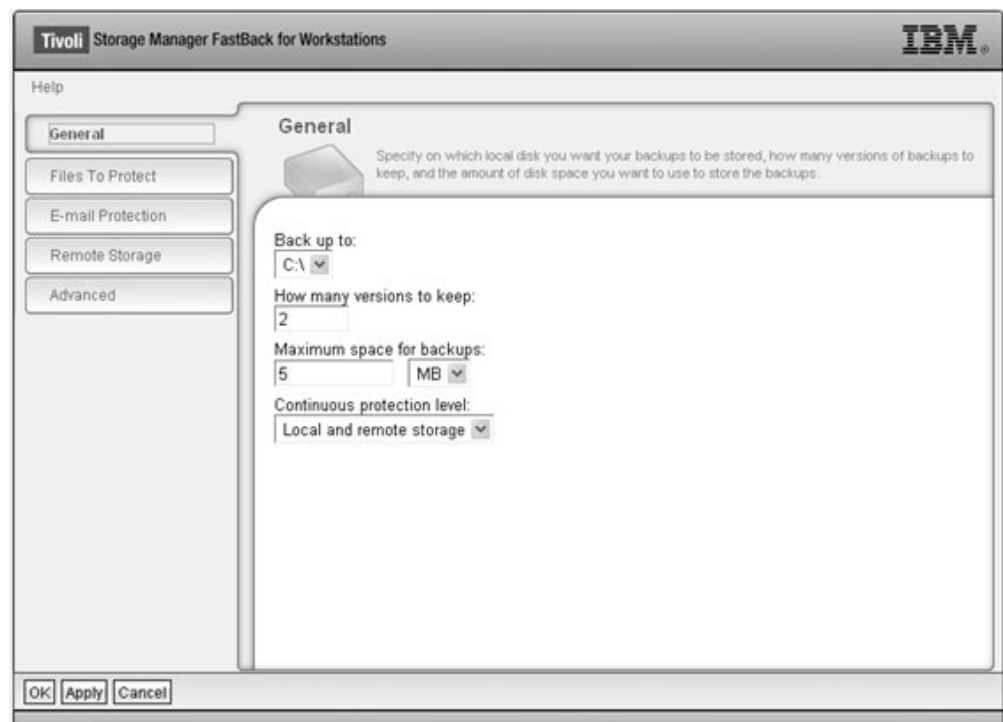 Tivoli Storage Manager FastBack for Workstations
IBM®
Help
General
Files To Protect
E-mail Protection
Remote Storage
Advanced
General
Specify on which local disk you want your backups to be stored, how many versions of backups to
keep, and the amount of disk space you want to use to store the backups.
Back up to:
C:\
How many versions to keep:
2
Maximum space for backups:
5 MB
Continuous protection level:
Local and remote storage
OK Apply Cancel